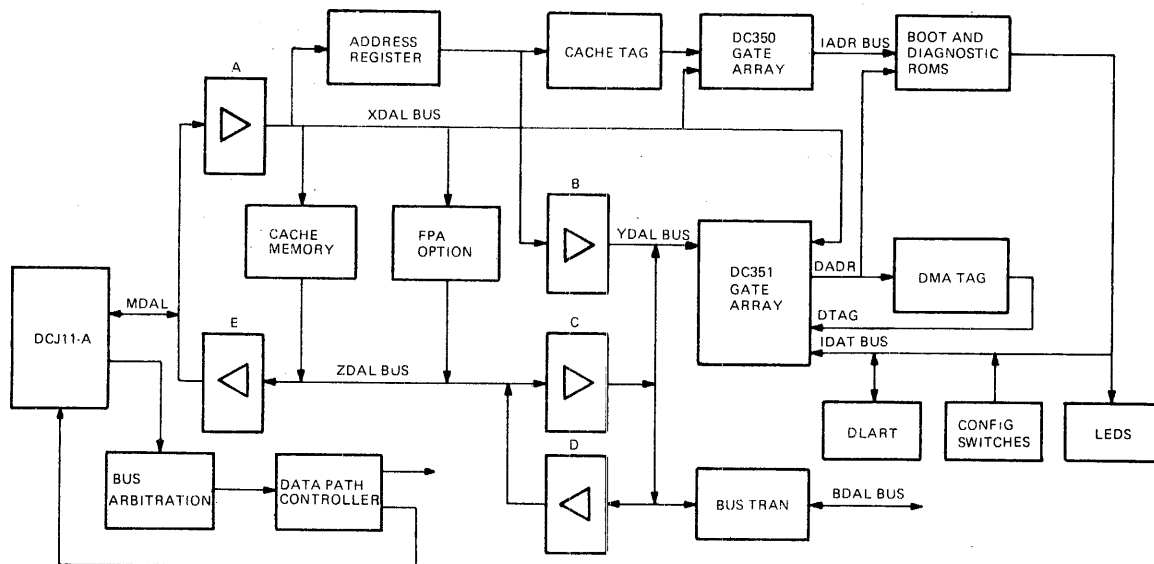 ADDRESS
REGISTER
CACHE TAG
DC350
GATE
ARRAY
IADR BUS
BOOT AND
DIAGNOSTIC
ROMS
A
XDAL BUS
B
CACHE
MEMORY
FPA
OPTION
YDAL BUS
DC351
GATE
ARRAY
DADR
DMA TAG
DTAG
IDAT BUS
DCJ11-A
MDAL
E
ZDAL BUS
C
DLART
CONFIG
SWITCHES
LEDS
D
BUS
ARBITRATION
DATA PATH
CONTROLLER
BUS TRAN
BDAL BUS